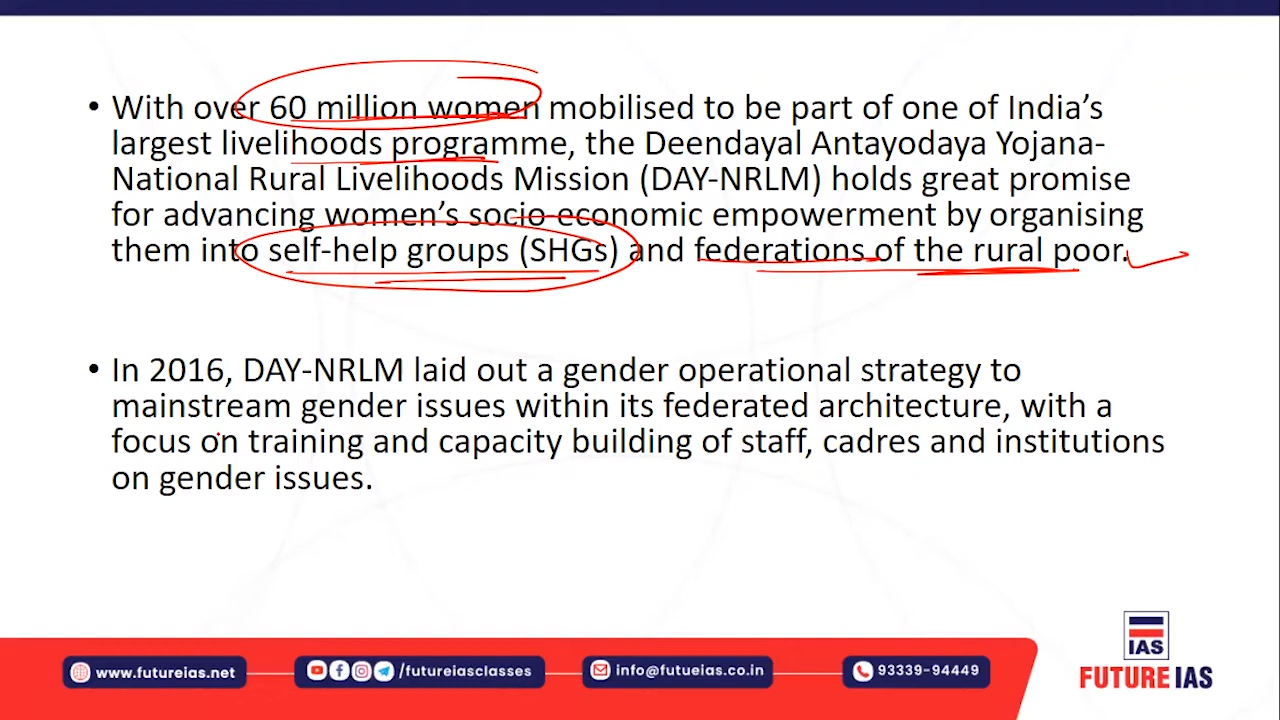 • With over 60 million women mobilised to be part of one of India’s
largest livelihoods programme, the Deendayal Antayodaya Yojana-
National Rural Livelihoods Mission (DAY-NRLM) holds great promise
for advancing women’s socio-economic empowerment by organising
them into self-help groups (SHGs) and federations of the rural poor.
• In 2016, DAY-NRLM laid out a gender operational strategy to
mainstream gender issues within its federated architecture, with a
focus on training and capacity building of staff, cadres and institutions
on gender issues.
www.futureias.net
/futureiasclasses
info@futueias.co.in
93339-94449
IAS
FUTURE IAS